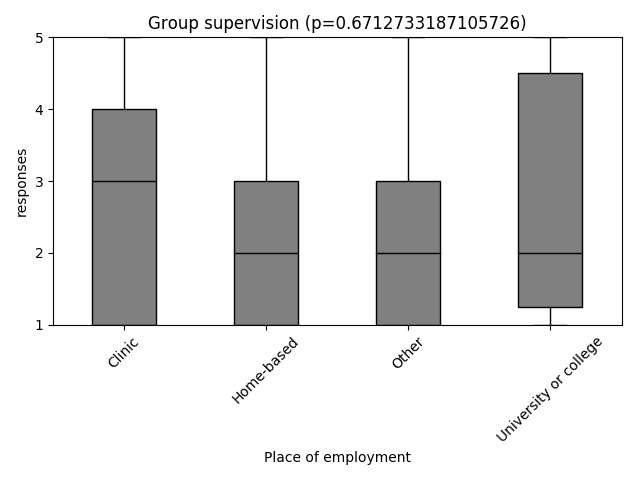 Group supervision (p=0.6712733187105726)
5
4
3
2
1
responses
Clinic
Home-based
Other
University or college
Place of employment